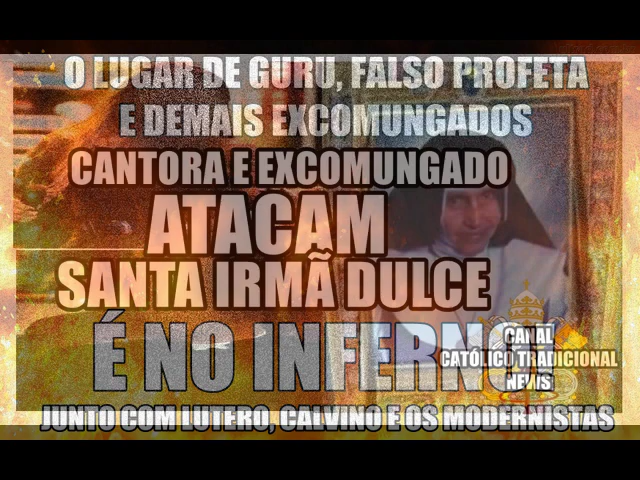 O LUGAR DE GURU, FALSO PROFETA
E DEMAIS EXCOMUNGADOS
CANTORA E EXCOMUNGADO
ATACAM
SANTA IRMÃ DULCE
É NO INFERNO
CANAL
CATÓLICO TRADICIONAL
NEWS
JUNTO COM LUTERO, CALVINO E OS MODERNISTAS